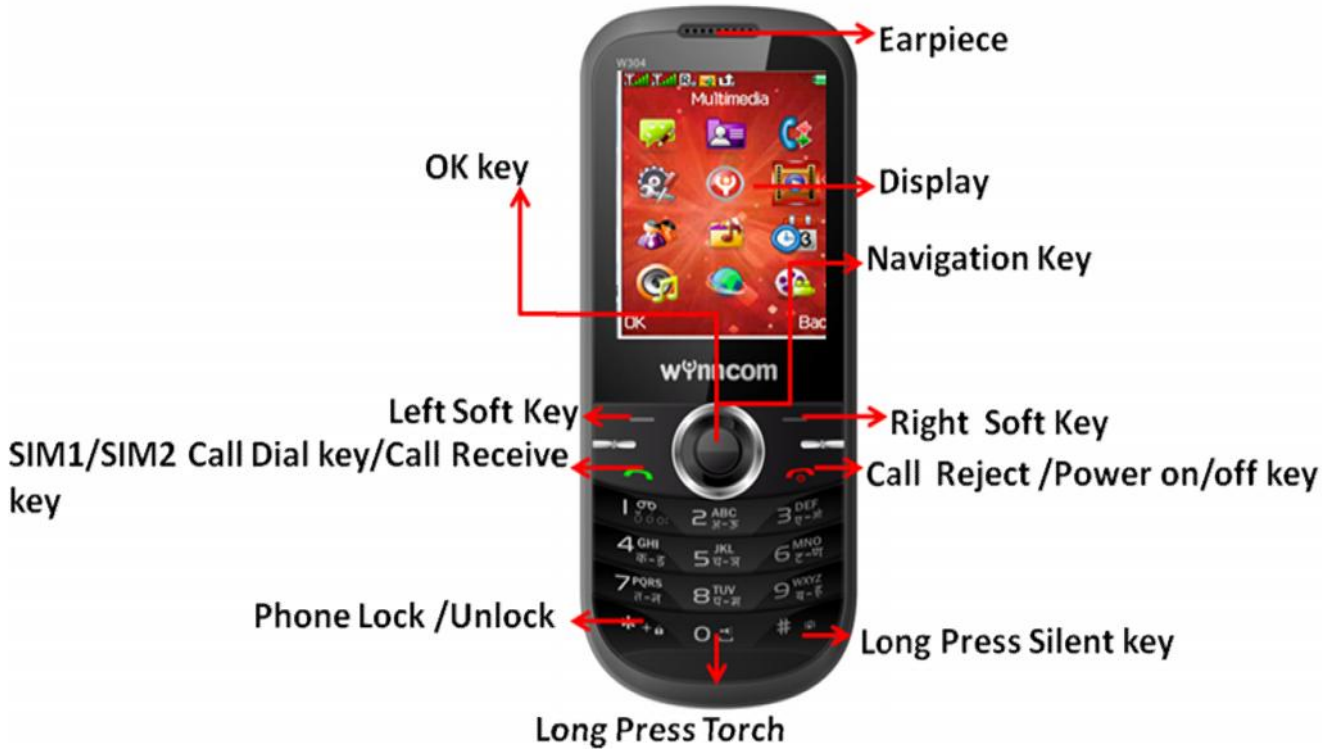 Earpiece
W304
Multimedia
OK key
Display
Navigation Key
OK
Bac
wynncom
Left Soft Key
Right Soft Key
SIM1/SIM2 Call Dial key/Call Receive
key
Call Reject /Power on/off key
1
2 ABC
3 DEF
4 GHI
5 JKL
6 MNO
7 PQRS
8 TUV
9 WXYZ
Phone Lock /Unlock
* +
0
#
Long Press Silent key
Long Press Torch